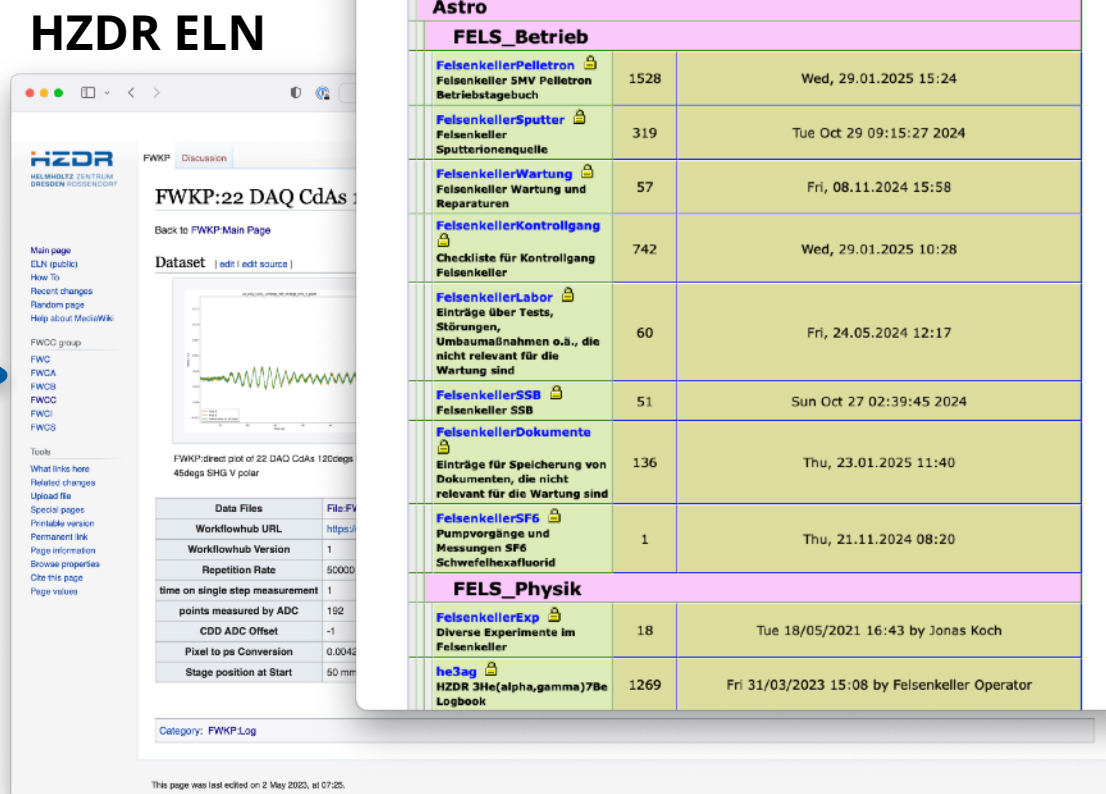 HZDR ELN
HZDR
HELMHOLTZ ZENTRUM
DRESDEN ROSSENDORF
Main page
ELN (public)
How To
Recent changes
Random page
Help about MediaWiki
FWCC group
FWC
FWCA
FWCB
FWCC
FWCI
FWCS
Tools
What links here
Related changes
Upload file
Special pages
Printable version
Permanent link
Page information
Browse properties
Cite this page
Page values
FWKP Discussion
FWKP:22 DAQ CdAs
Back to FWKP:Main Page
Dataset [ edit | edit source ]
FWKP:direct plot of 22 DAQ CdAs 120degs
45degs SHG V polar
Data Files File:FW
Workflowhub URL https:/
Workflowhub Version 1
Repetition Rate 50000
time on single step measurement 1
points measured by ADC 192
CDD ADC Offset -1
Pixel to ps Conversion 0.0042
Stage position at Start 50 mm
Category: FWKP:Log
This page was last edited on 2 May 2023, at 07:25.
Astro
FELS_Betrieb
FelsenkellerPelletron 1528 Wed, 29.01.2025 15:24
Felsenkeller 5MV Pelletron
Betriebstagebuch
FelsenkellerSputter 319 Tue Oct 29 09:15:27 2024
Felsenkeller
Sputterionenquelle
FelsenkellerWartung 57 Fri, 08.11.2024 15:58
Felsenkeller Wartung und
Reparaturen
FelsenkellerKontrollgang 742 Wed, 29.01.2025 10:28
Checkliste für Kontrollgang
Felsenkeller
FelsenkellerLabor 60 Fri, 24.05.2024 12:17
Einträge über Tests,
Störungen,
Umbaumaßnahmen o.ä., die
nicht relevant für die
Wartung sind
FelsenkellerSSB 51 Sun Oct 27 02:39:45 2024
Felsenkeller SSB
FelsenkellerDokumente 136 Thu, 23.01.2025 11:40
Einträge für Speicherung von
Dokumenten, die nicht
relevant für die Wartung sind
FelsenkellerSF6 1 Thu, 21.11.2024 08:20
Pumpvorgänge und
Messungen SF6
Schwefelhexafluorid
FELS_Physik
FelsenkellerExp 18 Tue 18/05/2021 16:43 by Jonas Koch
Diverse Experimente im
Felsenkeller
he3ag 1269 Fri 31/03/2023 15:08 by Felsenkeller Operator
HZDR 3He(alpha,gamma)7Be
Logbook